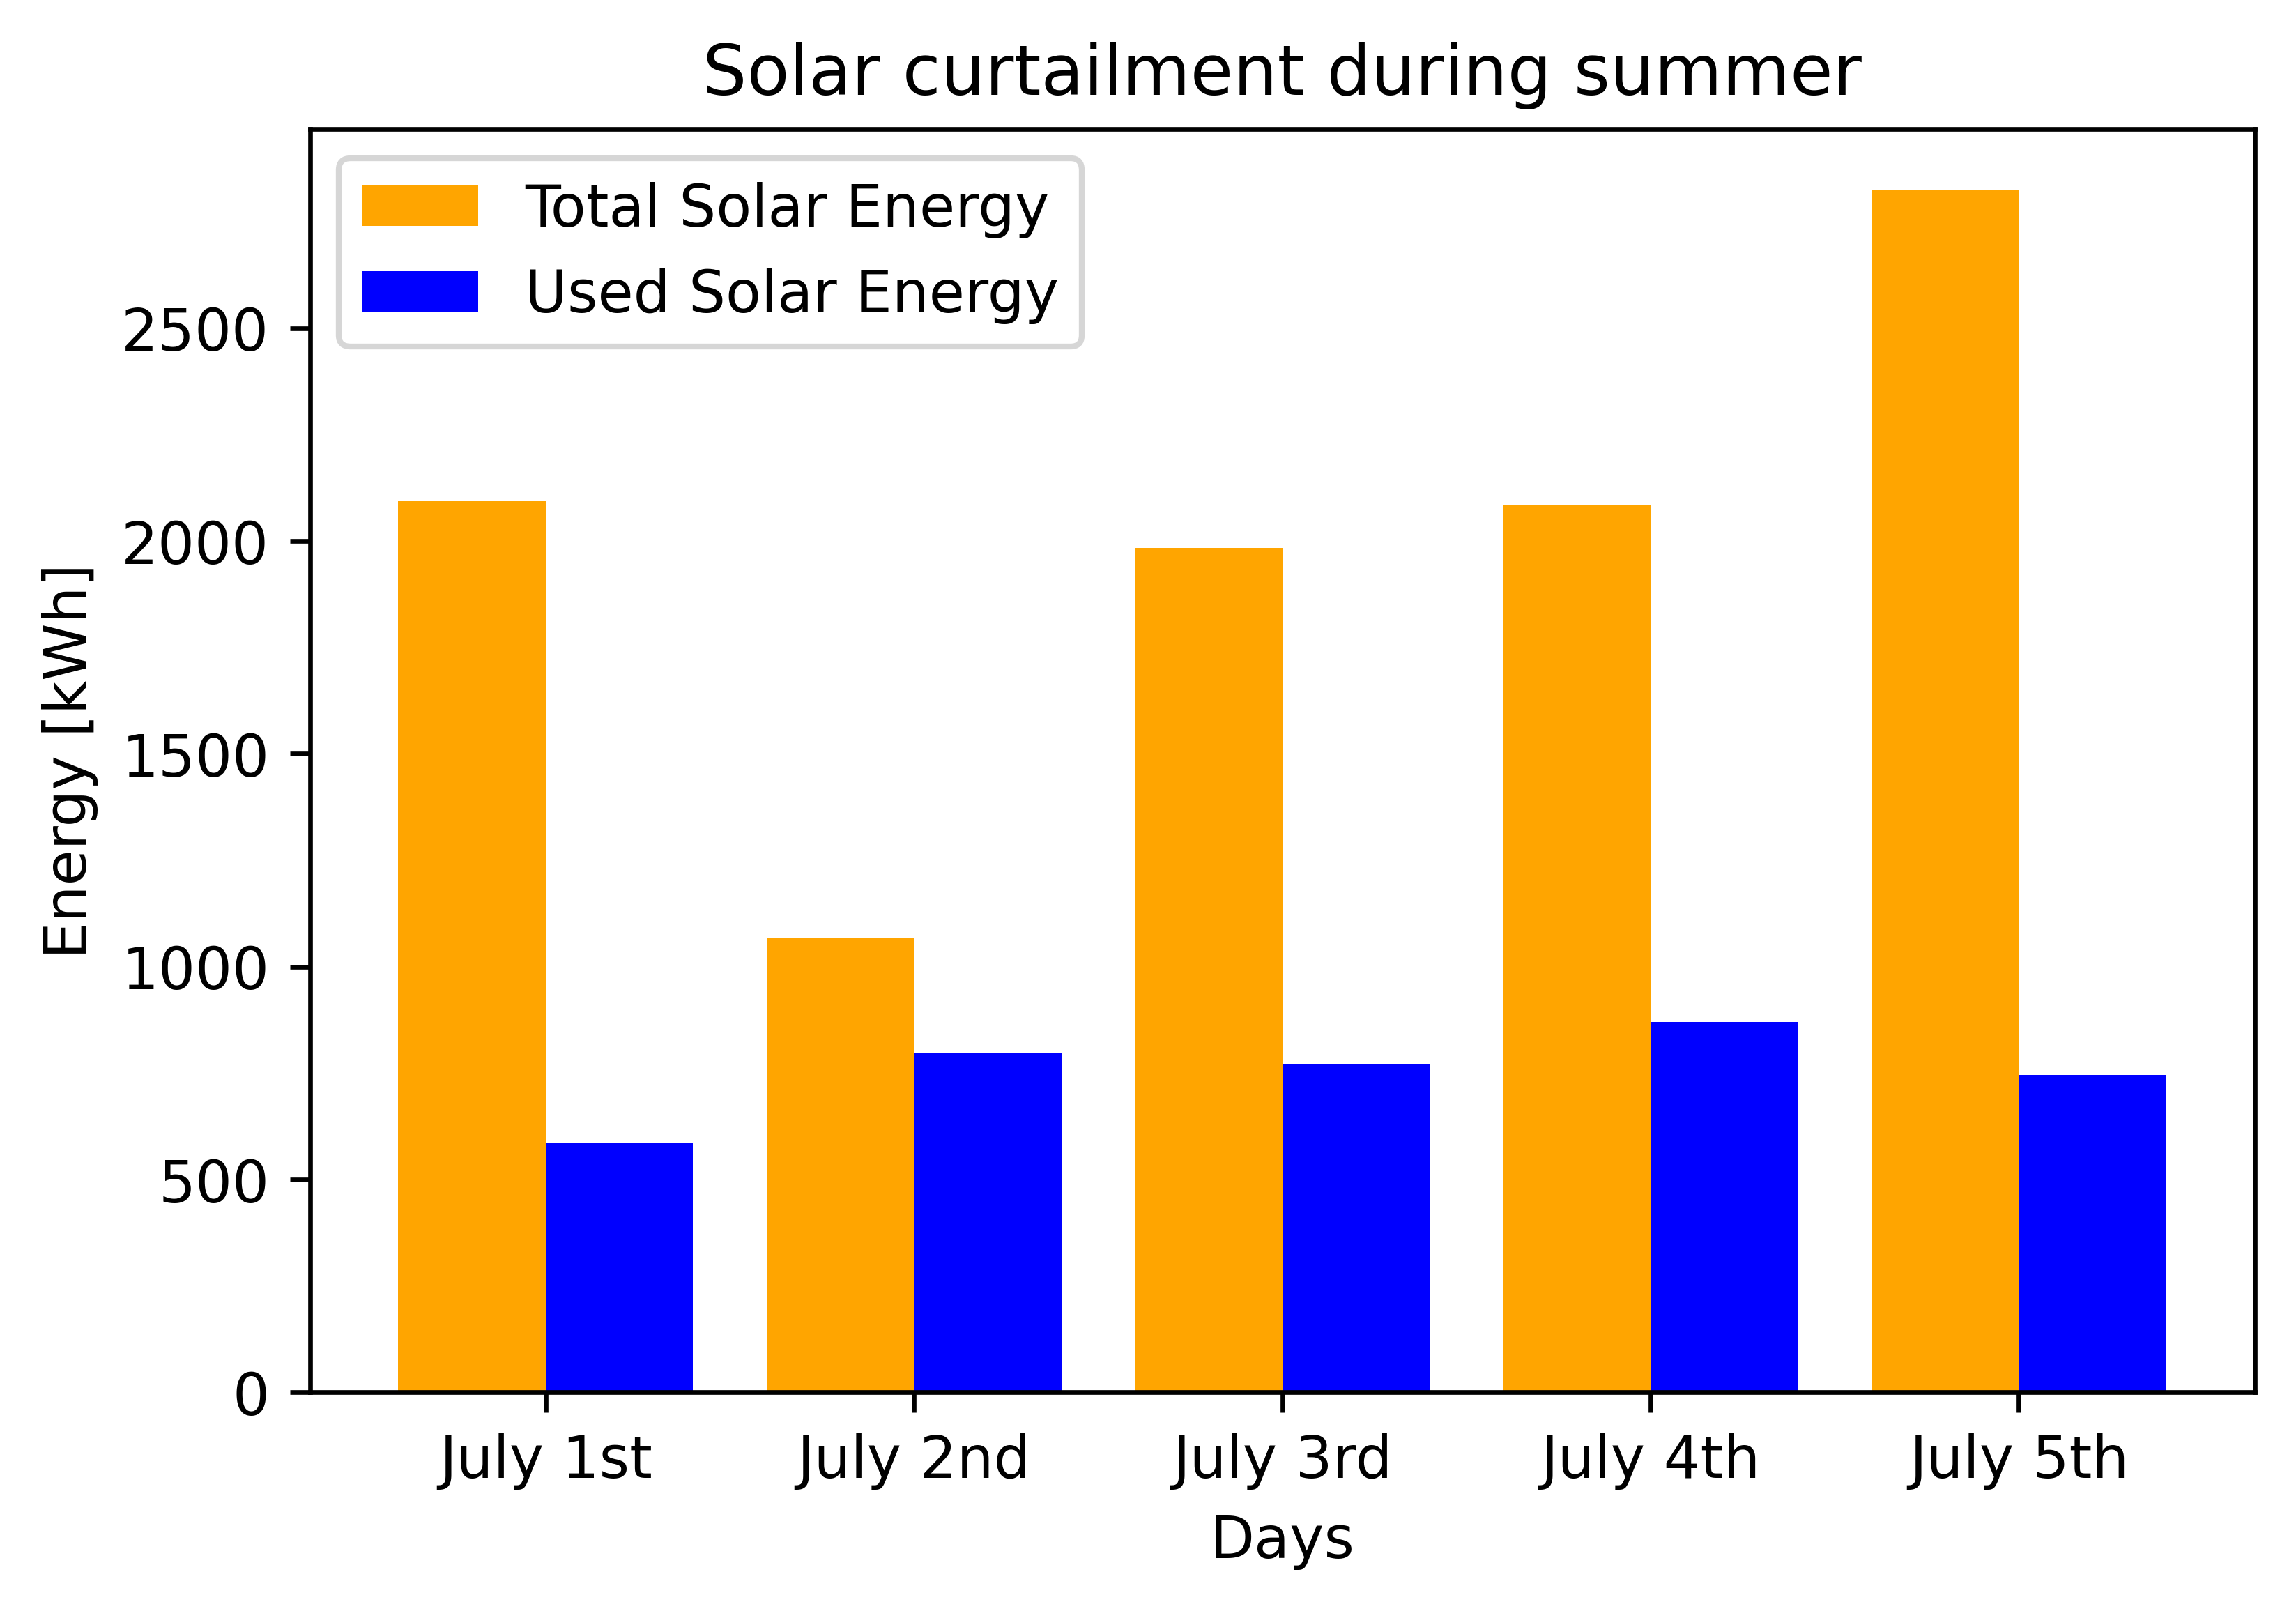 Solar curtailment during summer
Total Solar Energy
Used Solar Energy
Energy [kWh]
2500
2000
1500
1000
500
0
July 1st
July 2nd
July 3rd
July 4th
July 5th
Days